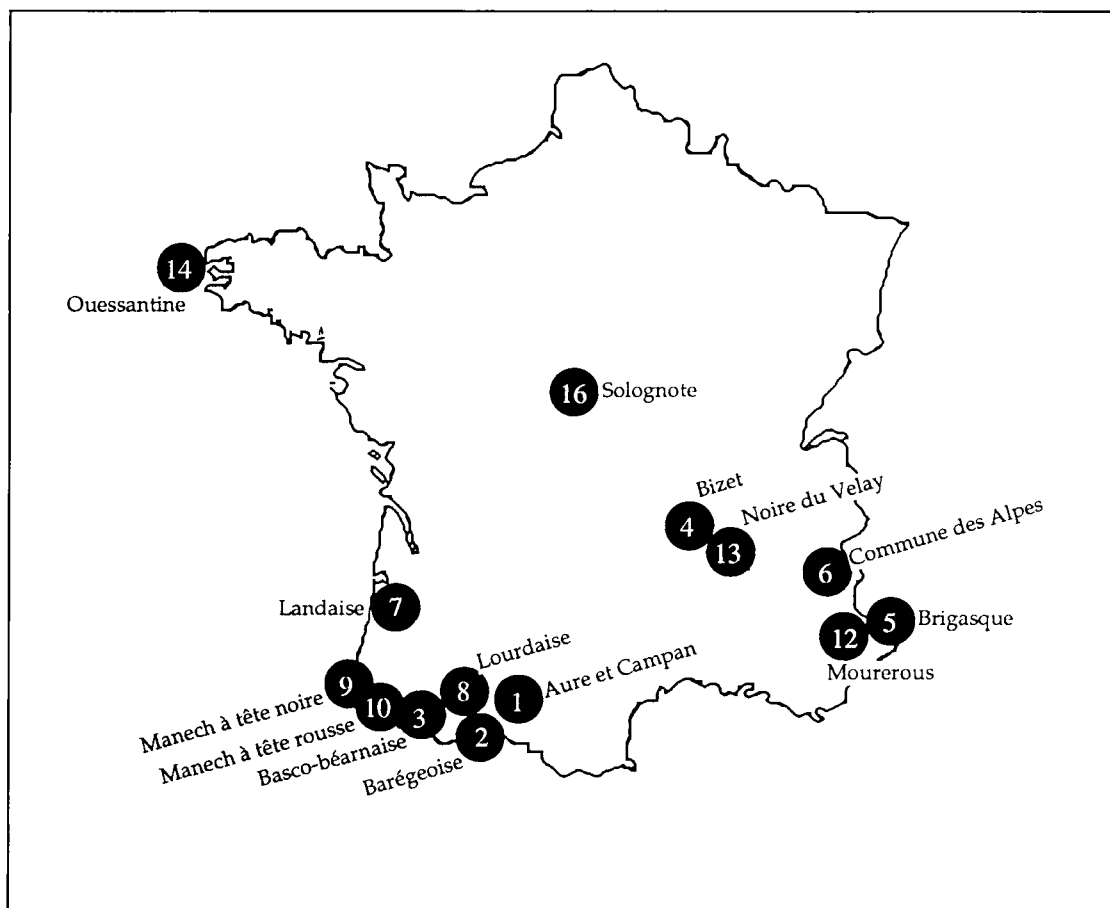 14
Ouessantine
16
Solognote
Bizet
4
Noire du Velay
13
Commune des Alpes
6
7
Landaise
5
Brigasque
12
Mourerous
Lourdaise
8
Aure et Campan
1
9
Manech à tête noire
10
Manech à tête rousse
3
Basco-béarnaise
2
Barégeoise